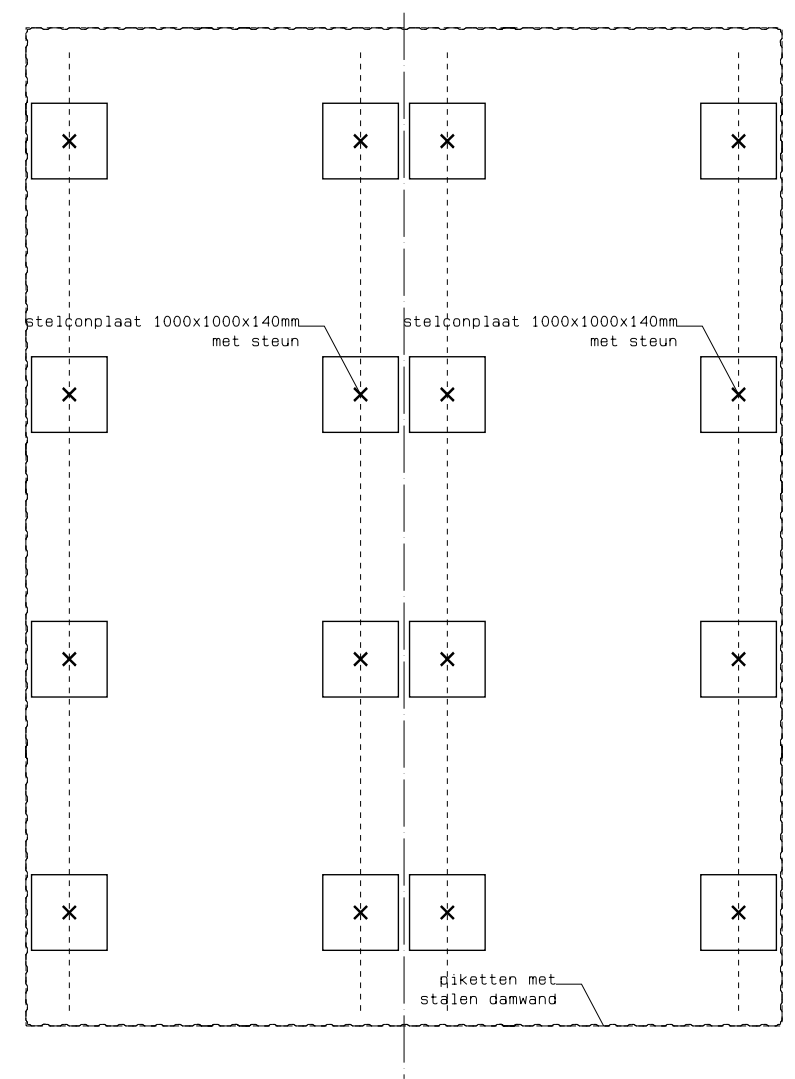 stelconplaat 1000x1000x140mm
met steun
stelconplaat 1000x1000x140mm
met steun
piketten met
stalen damwand